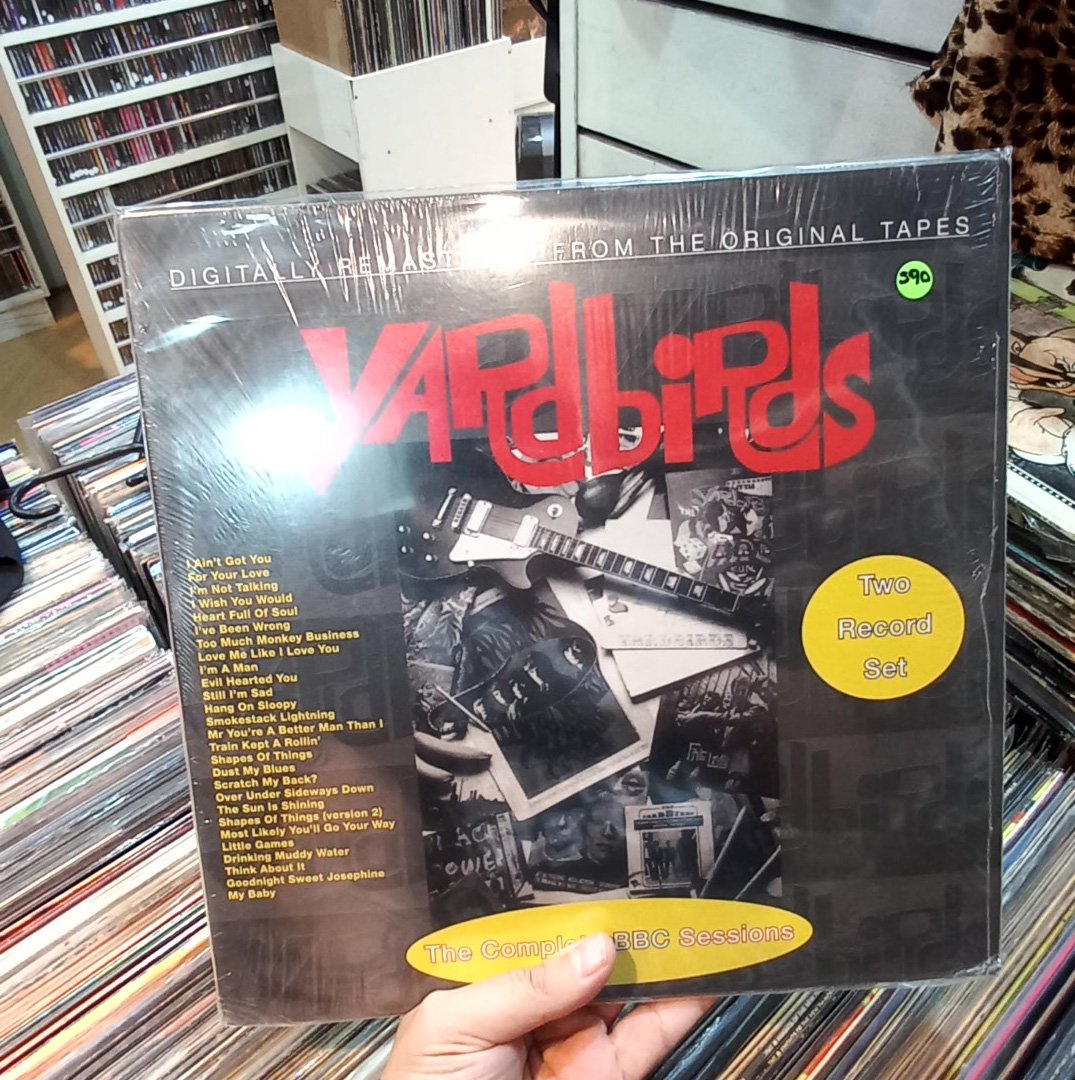 DIGITALLY REMAST FROM THE ORIGINAL TAPES
390
YARdbiRds
I Ain't Got You
For Your Love
I'm Not Talking
I Wish You Would
Heart Full Of Soul
I've Been Wrong
Too Much Monkey Business
Love Me Like I Love You
I'm A Man
Evil Hearted You
Still I'm Sad
Hang On Sloopy
Smokestack Lightning
Mr You're A Better Man Than I
Train Kept A Rollin'
Shapes Of Things
Dust My Blues
Scratch My Back?
Over Under Sideways Down
The Sun Is Shining
Shapes Of Things (version 2)
Most Likely You'll Go Your Way
Little Games
Drinking Muddy Water
Think About It
Goodnight Sweet Josephine
My Baby
Two
Record
Set
YARDBIRDS
The Complete BBC Sessions